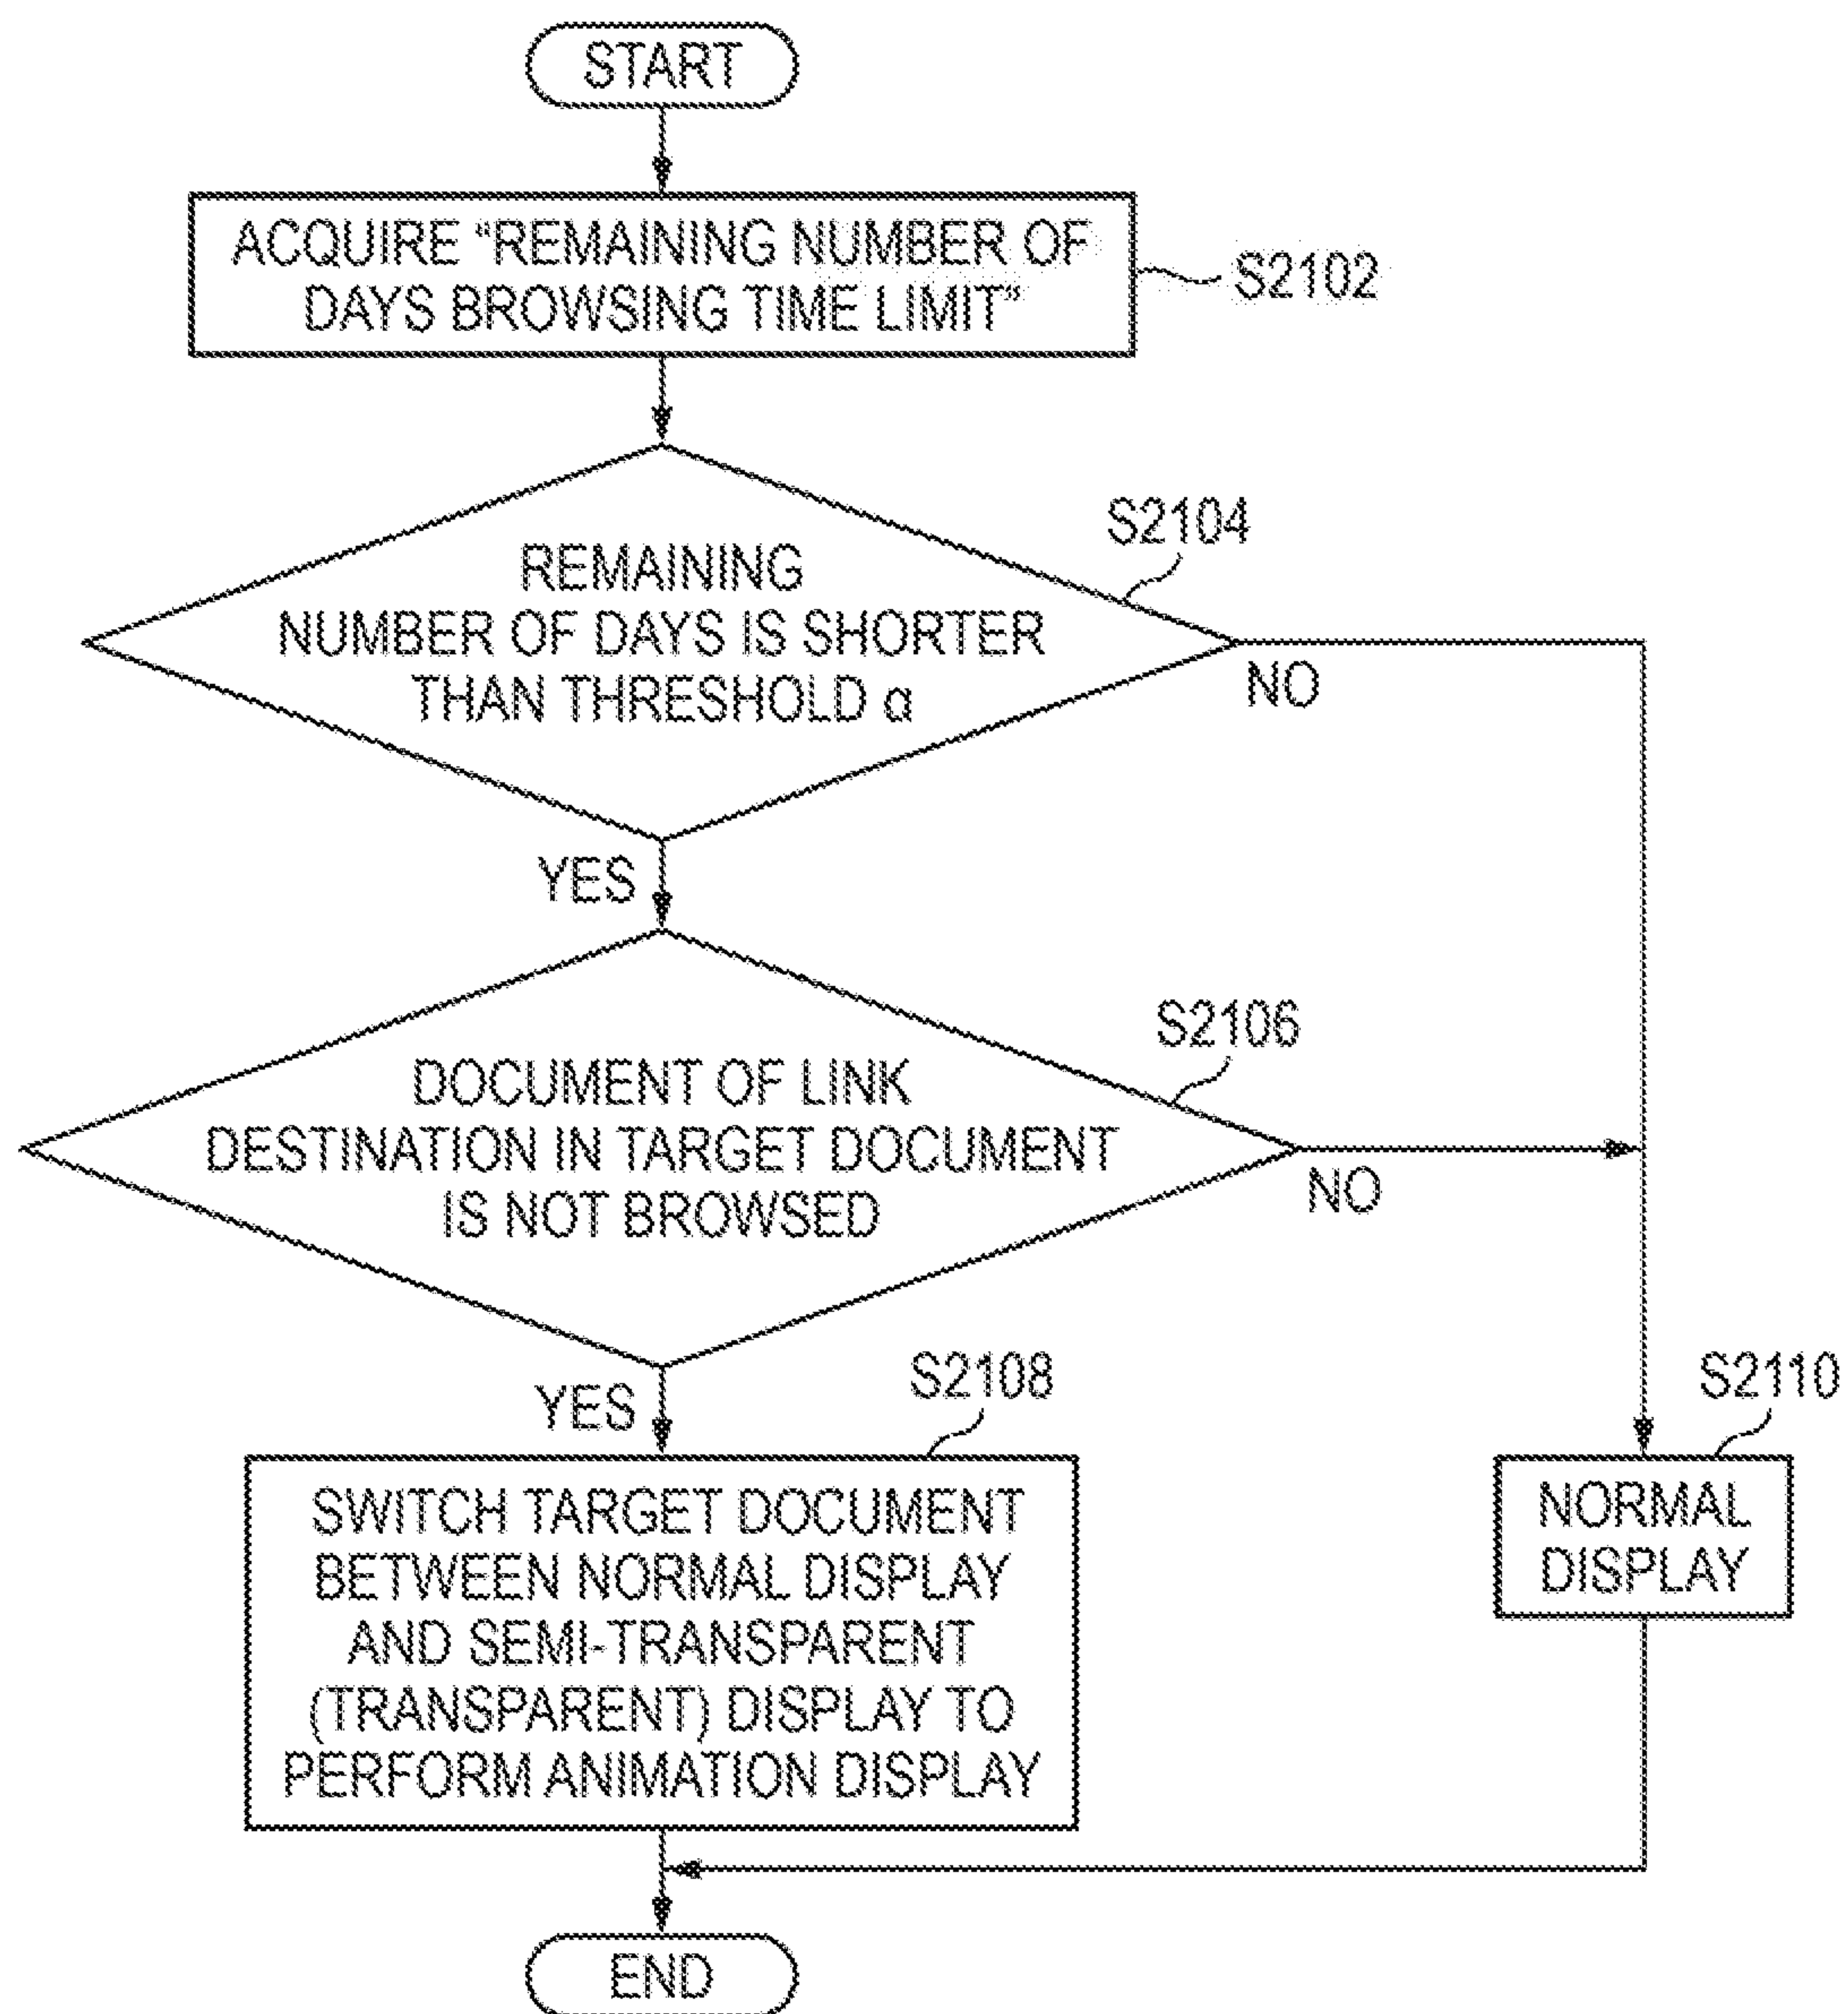 START
ACQUIRE “REMAINING NUMBER OF
DAYS BROWSING TIME LIMIT”
S2102
S2104
REMAINING
NUMBER OF DAYS IS SHORTER
THAN THRESHOLD α
NO
YES
S2106
DOCUMENT OF LINK
DESTINATION IN TARGET DOCUMENT
IS NOT BROWSED
NO
YES
S2108
SWITCH TARGET DOCUMENT
BETWEEN NORMAL DISPLAY
AND SEMI-TRANSPARENT
(TRANSPARENT) DISPLAY TO
PERFORM ANIMATION DISPLAY
S2110
NORMAL
DISPLAY
END